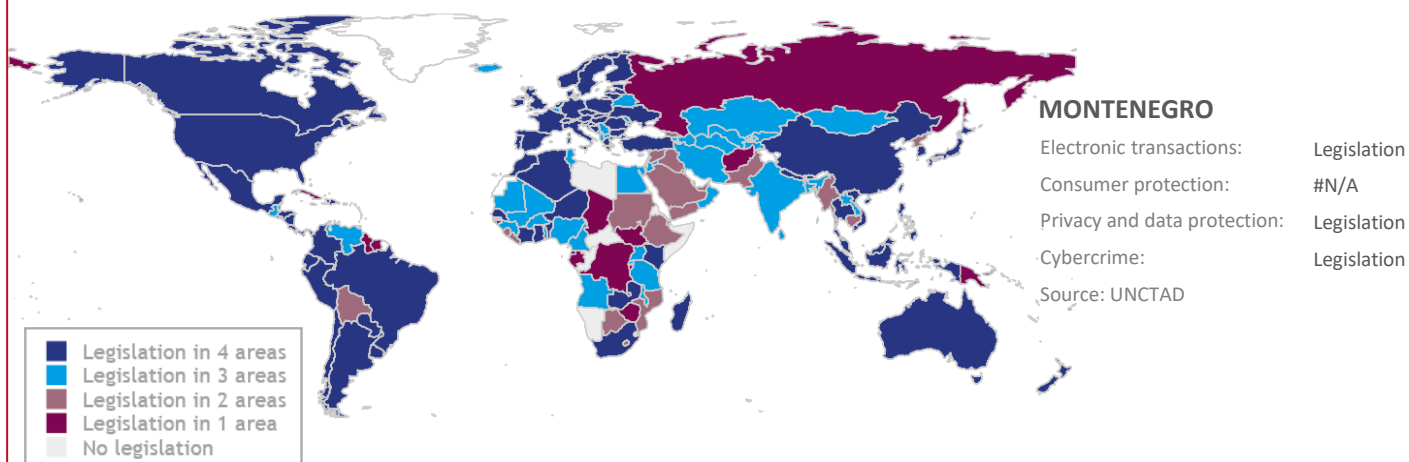 MONTENEGRO
Electronic transactions: Legislation
Consumer protection: #N/A
Privacy and data protection: Legislation
Cybercrime: Legislation
Source: UNCTAD
Legislation in 4 areas
Legislation in 3 areas
Legislation in 2 areas
Legislation in 1 area
No legislation